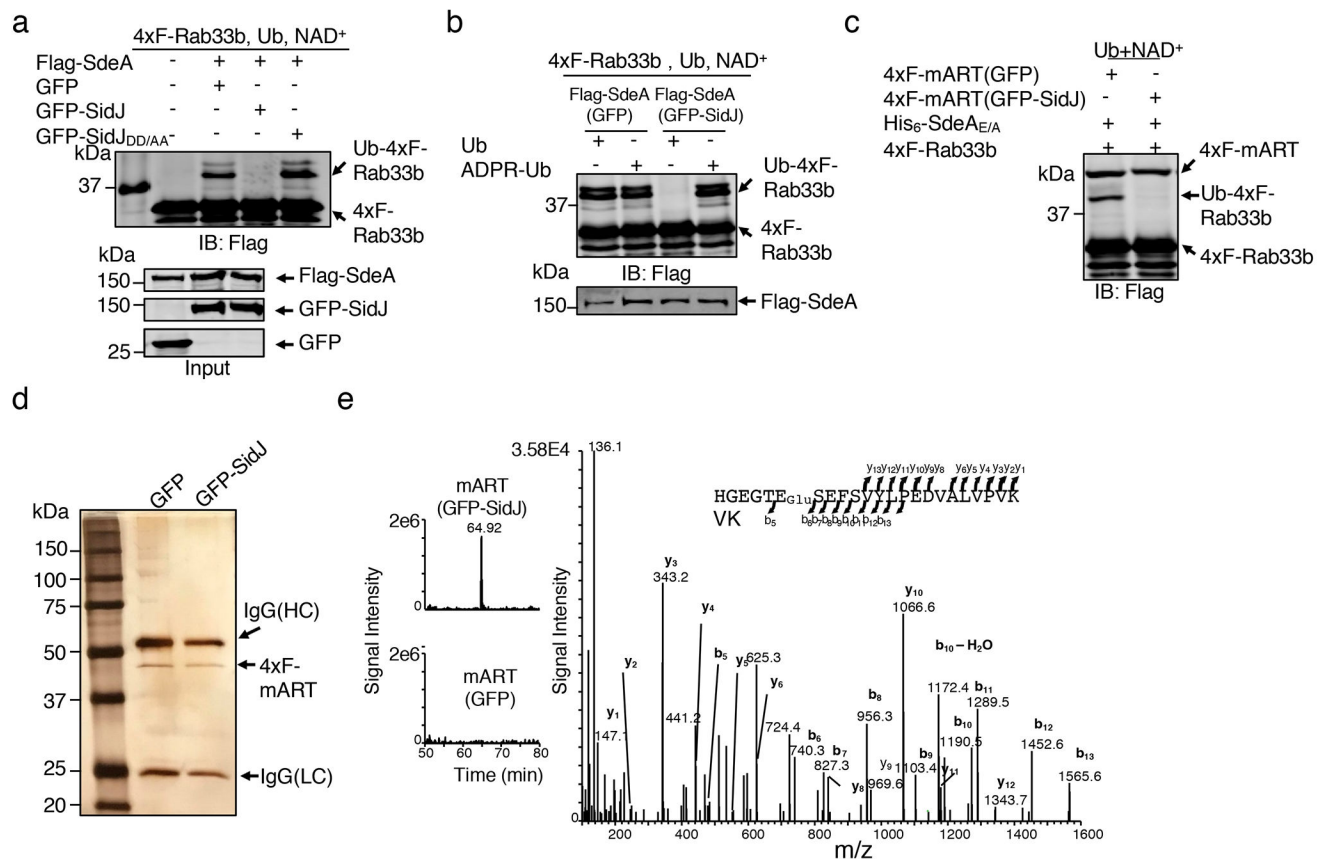 a
4xF-Rab33b, Ub, NAD+
Flag-SdeA - + + +
GFP - + - -
GFP-SidJ - - + -
GFP-SidJDD/AA - - - +
kDa
37
Ub-4xF-
Rab33b
4xF-
Rab33b
IB: Flag
kDa
150
Flag-SdeA
150
GFP-SidJ
25
GFP
Input
b
4xF-Rab33b , Ub, NAD+
Flag-SdeA Flag-SdeA
(GFP) (GFP-SidJ)
Ub + - + -
ADPR-Ub - + - +
37
Ub-4xF-
Rab33b
4xF-
Rab33b
IB: Flag
kDa
150
Flag-SdeA
c
Ub+NAD+
4xF-mART(GFP) + -
4xF-mART(GFP-SidJ) - +
His6-SdeAE/A + +
4xF-Rab33b + +
kDa
37
4xF-mART
Ub-4xF-
Rab33b
4xF-Rab33b
IB: Flag
d
GFP
GFP-SidJ
kDa
150
100
75
50
37
25
20
IgG(HC)
4xF-
mART
IgG(LC)
e
mART
(GFP-SidJ)
2e6
64.92
0
Signal Intensity
2e6
mART
(GFP)
0
50 60 70 80
Time (min)
3.58E4
136.1
Signal Intensity
y13y12y11y10y9y8 y6y5 y4 y3y2y1
HGEGTEGluSEFSVYLPEDVALVPVK
VK
b5 b6b7b8b9b10b11b12b13
y1
147.1
y2
y3
343.2
y4
441.2
b5
y5
625.3
y6
724.4
740.3
b6
827.3
b7
y8
b8
956.3
y9
969.6
y10
1066.6
b9
1103.4
b10–H2O
1172.4
y11
b10
1190.5
b11
1289.5
y12
1343.7
b12
1452.6
b13
1565.6
0
200 400 600 800 1000 1200 1400 1600
m/z